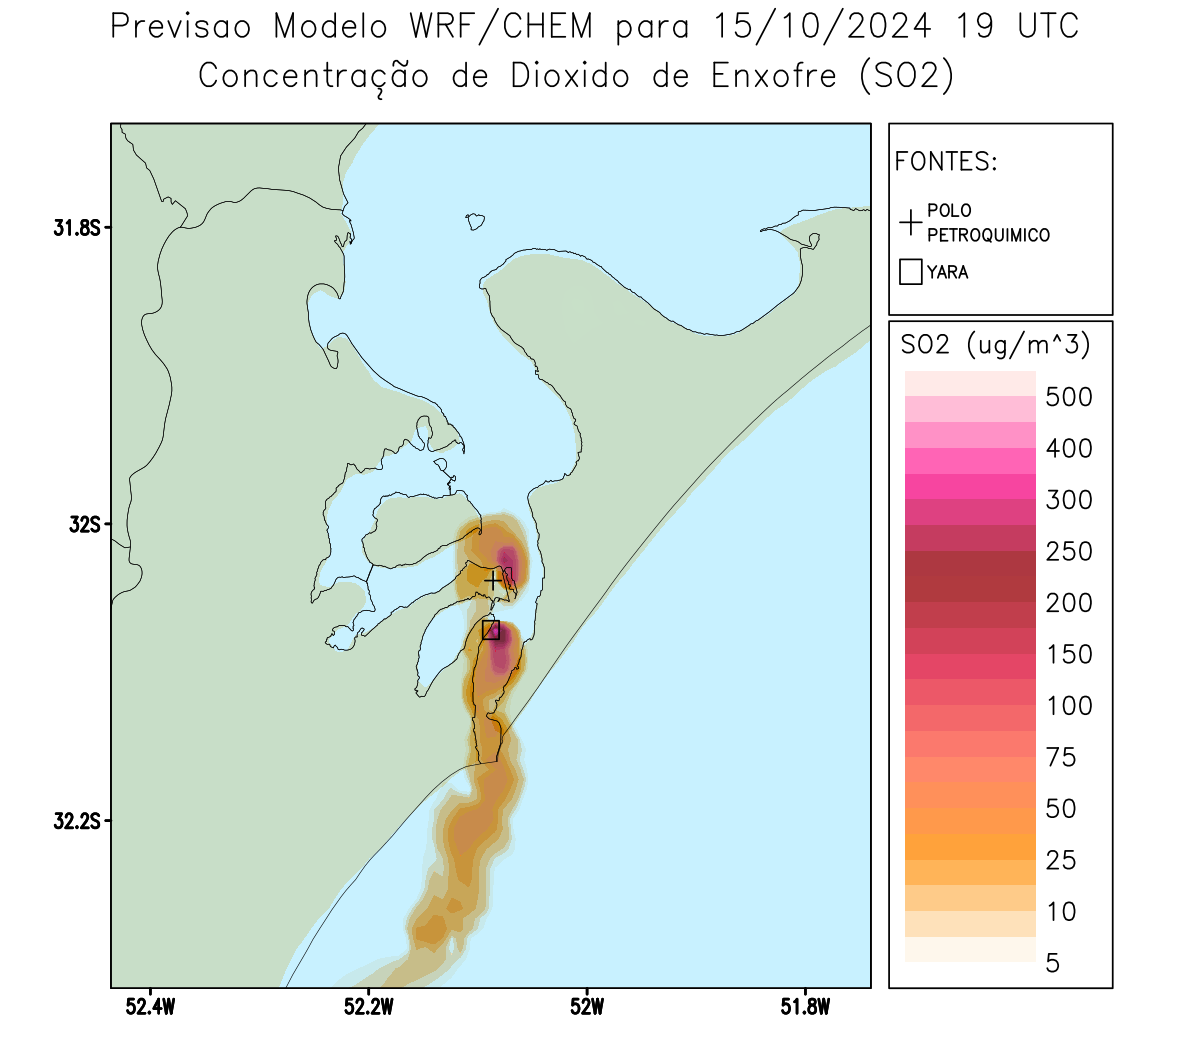 Previsao Modelo WRF/CHEM para 15/10/2024 19 UTC
Concentração de Dioxido de Enxofre (SO2)
FONTES:
POLO
PETROQUIMICO
YARA
SO2 (ug/m^3)
500
400
300
250
200
150
100
75
50
25
10
5
31.8S
32S
32.2S
52.4W
52.2W
52W
51.8W